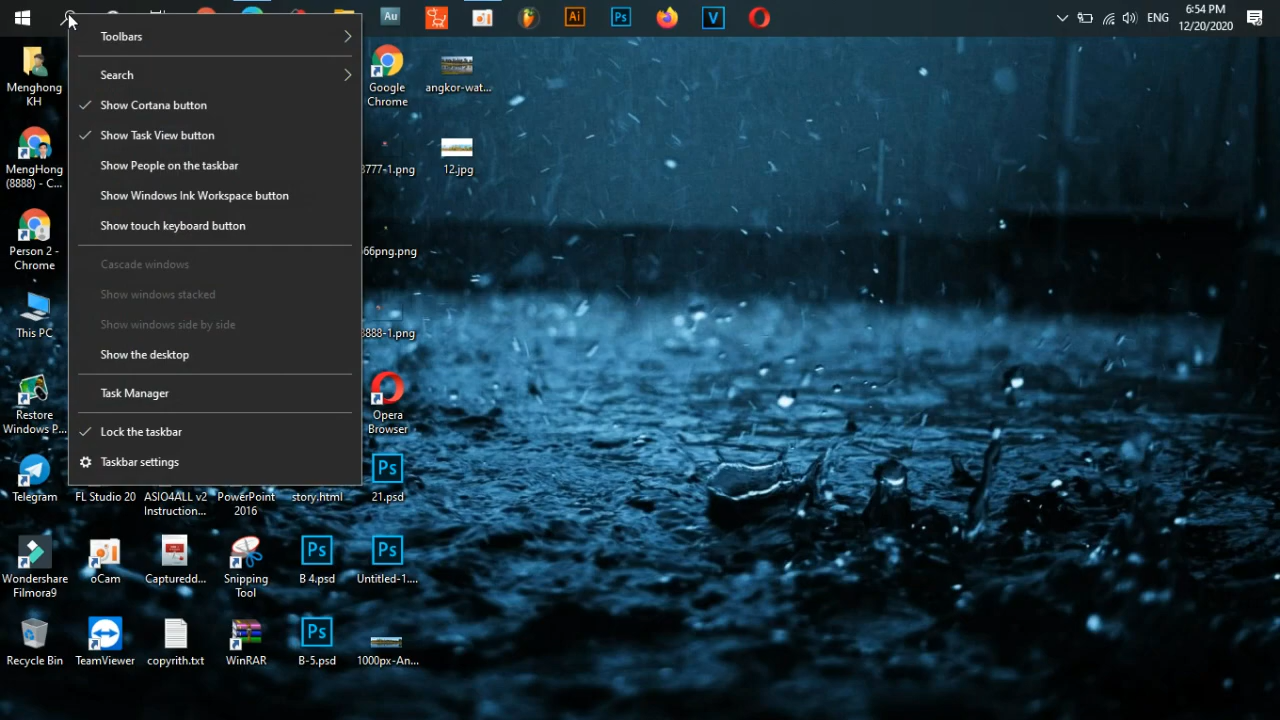 Au
Ai
Ps
V
ENG
6:54 PM
12/20/2020
Toolbars
Search
Show Cortana button
Show Task View button
Show People on the taskbar
Show Windows Ink Workspace button
Show touch keyboard button
Cascade windows
Show windows stacked
Show windows side by side
Show the desktop
Task Manager
Lock the taskbar
Taskbar settings
Menghong
KH
Google
Chrome
angkor-wat...
MengHong
(8888) - C...
8777-1.png
12.jpg
Person 2 -
Chrome
66png.png
This PC
8888-1.png
Restore
Windows P...
Opera
Browser
Ps
Telegram
FL Studio 20
ASIO4ALL v2
Instruction...
PowerPoint
2016
story.html
21.psd
Ps
Ps
Wondershare
Filmora9
oCam
Capturedd...
Snipping
Tool
B 4.psd
Untitled-1....
Ps
Recycle Bin
TeamViewer
copyrith.txt
WinRAR
B-5.psd
1000px-An...